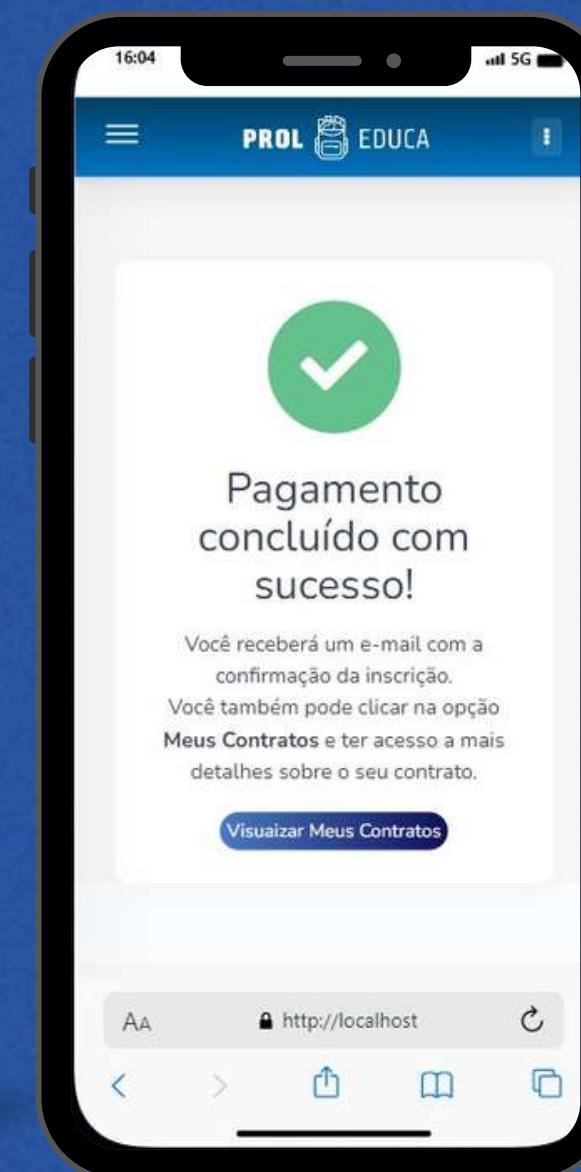 16:04
5G
PROL EDUCA
Pagamento
concluído com
sucesso!
Você receberá um e-mail com a
confirmação da inscrição.
Você também pode clicar na opção
Meus Contratos e ter acesso a mais
detalhes sobre o seu contrato.
Visuaizar Meus Contratos
AA
http://localhost